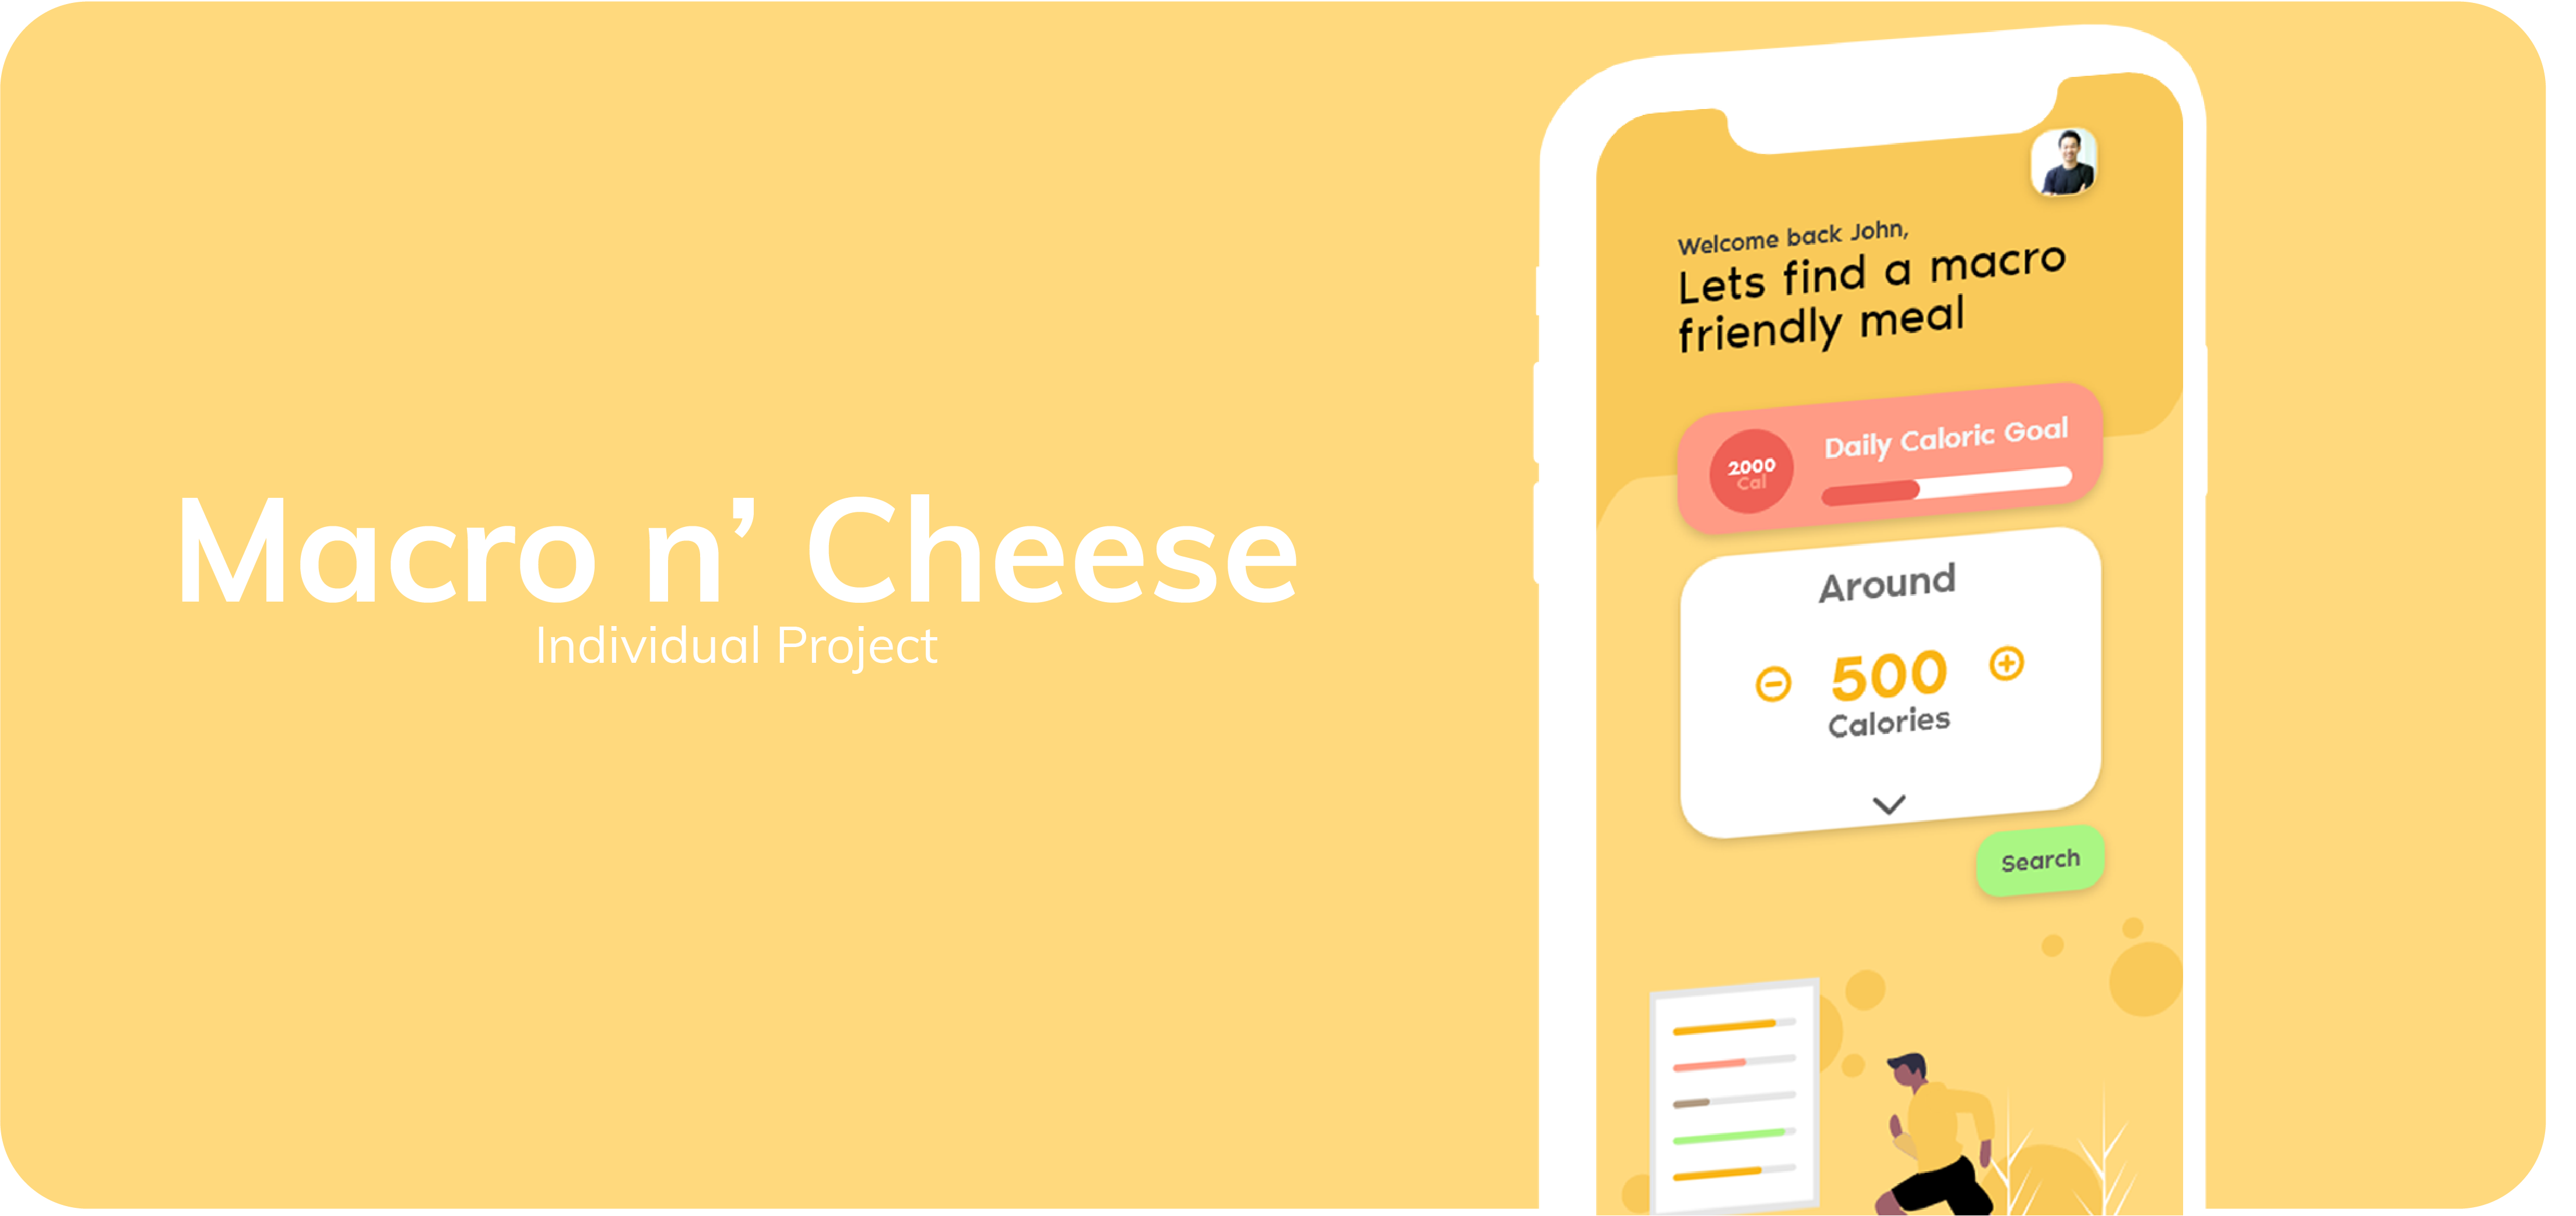 Macro n’ Cheese
Individual Project
Welcome back John,
Lets find a macro
friendly meal
2000
Cal
Daily Caloric Goal
Around
500
Calories
Search